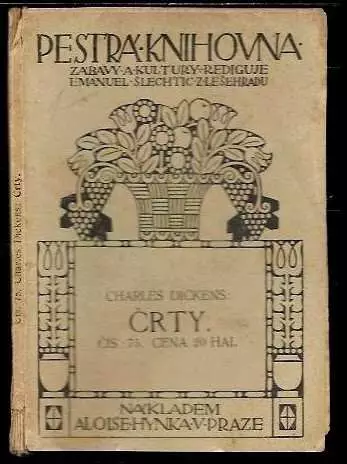 PESTRÁ·KNIHOVNA·
ZÁBAVY·A·KULTURY·REDIGUJE
EMANUEL·ŠLECHTIC·Z·LEŠEHRADU
CHARLES DICKENS:
ČRTY.
ČÍS. 75. CENA 20 HAL.
NÁKLADEM
ALOISE·HYNKA·V·PRAZE
Čís. 75. Charles Dickens: Črty.